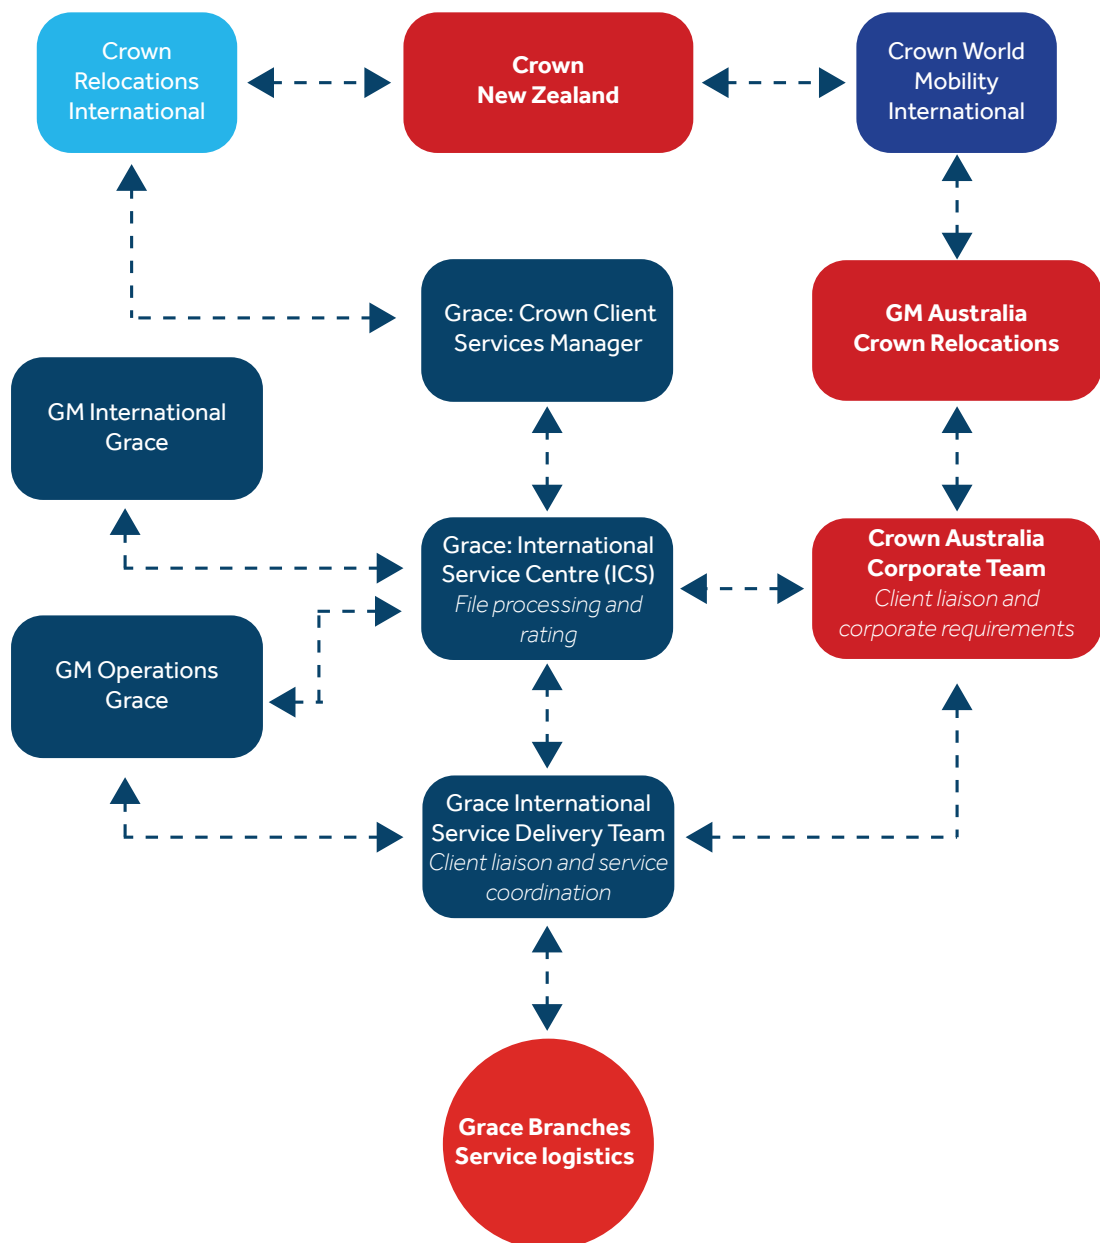 Crown
Relocations
International
Crown
New Zealand
Crown World
Mobility
International
Grace: Crown Client
Services Manager
GM Australia
Crown Relocations
GM International
Grace
Grace: International
Service Centre (ICS)
File processing and
rating
Crown Australia
Corporate Team
Client liaison and
corporate requirements
GM Operations
Grace
Grace International
Service Delivery Team
Client liaison and service
coordination
Grace Branches
Service logistics